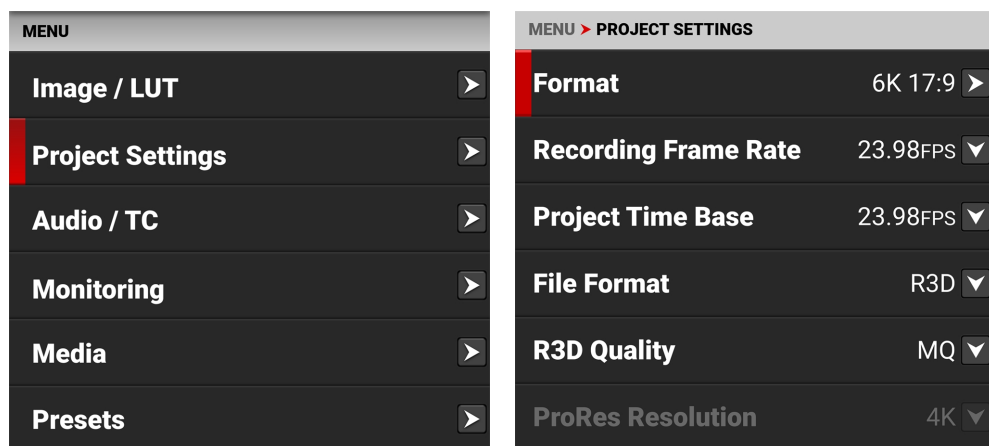 MENU
Image / LUT
Project Settings
Audio / TC
Monitoring
Media
Presets
MENU PROJECT SETTINGS
Format 6K 17:9
Recording Frame Rate 23.98FPS
Project Time Base 23.98FPS
File Format R3D
R3D Quality MQ
ProRes Resolution 4K